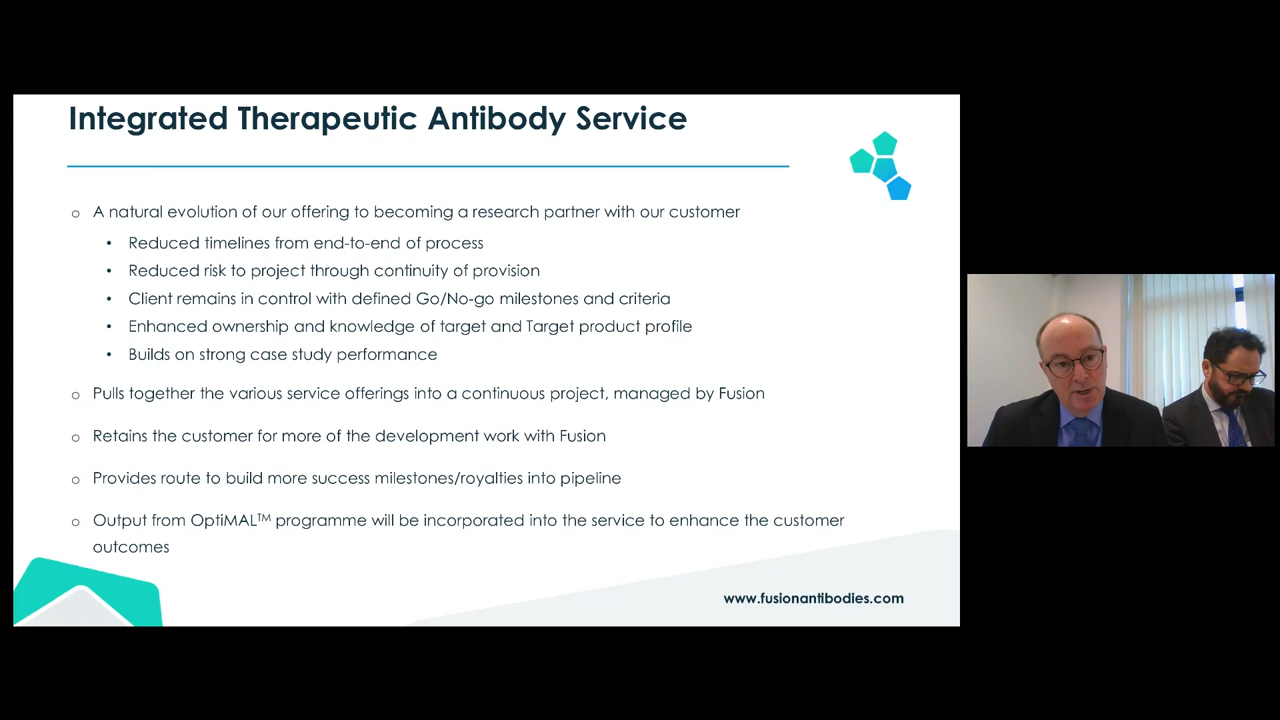 Integrated Therapeutic Antibody Service
○ A natural evolution of our offering to becoming a research partner with our customer
• Reduced timelines from end-to-end of process
• Reduced risk to project through continuity of provision
• Client remains in control with defined Go/No-go milestones and criteria
• Enhanced ownership and knowledge of target and Target product profile
• Builds on strong case study performance
○ Pulls together the various service offerings into a continuous project, managed by Fusion
○ Retains the customer for more of the development work with Fusion
○ Provides route to build more success milestones/royalties into pipeline
○ Output from OptiMAL™ programme will be incorporated into the service to enhance the customer
outcomes
www.fusionantibodies.com